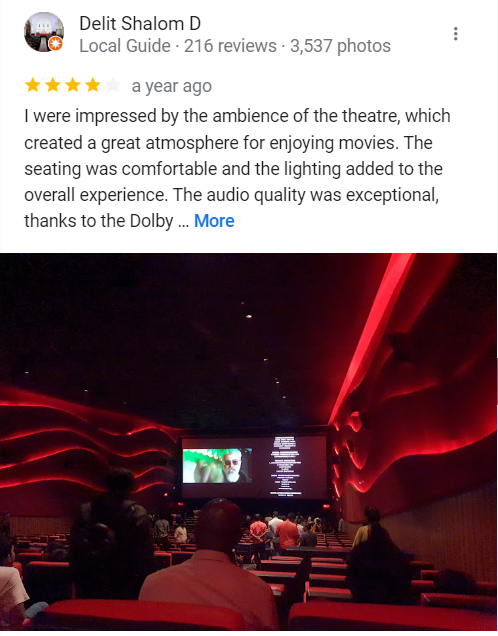 Delit Shalom D
Local Guide · 216 reviews · 3,537 photos
a year ago
I were impressed by the ambience of the theatre, which
created a great atmosphere for enjoying movies. The
seating was comfortable and the lighting added to the
overall experience. The audio quality was exceptional,
thanks to the Dolby ... More